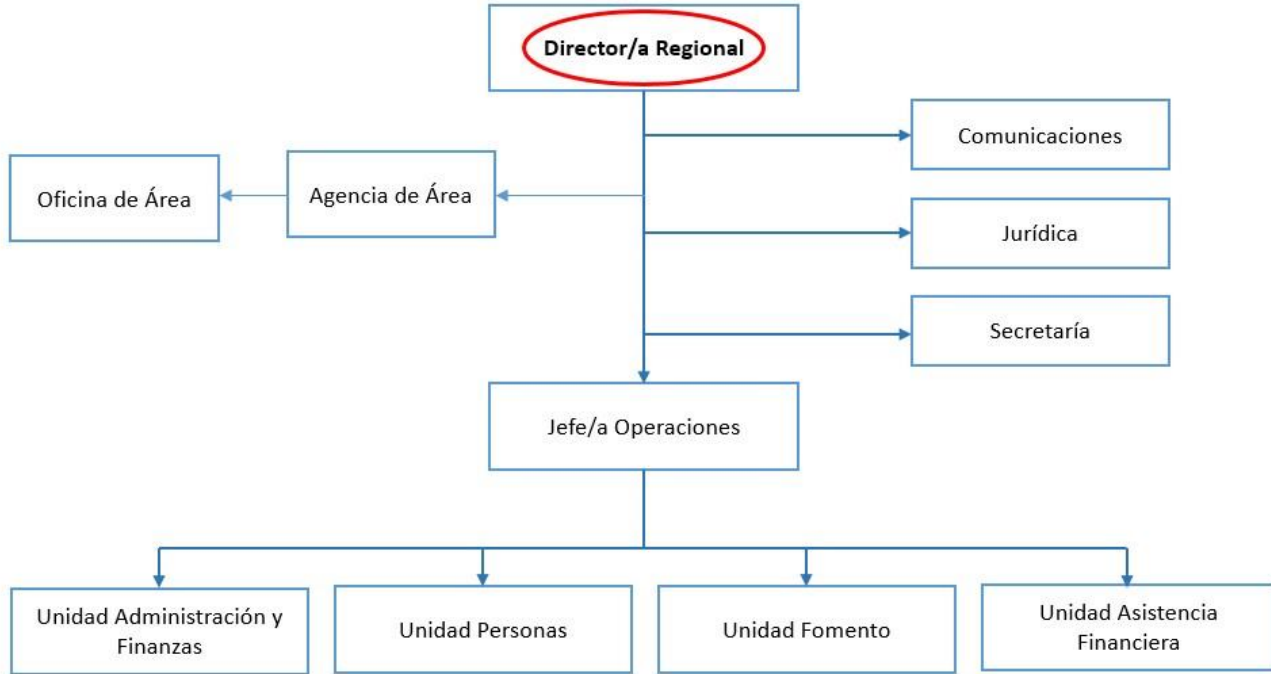 Director/a Regional
Comunicaciones
Oficina de Área
Agencia de Área
Jurídica
Secretaría
Jefe/a Operaciones
Unidad Administración y
Finanzas
Unidad Personas
Unidad Fomento
Unidad Asistencia
Financiera